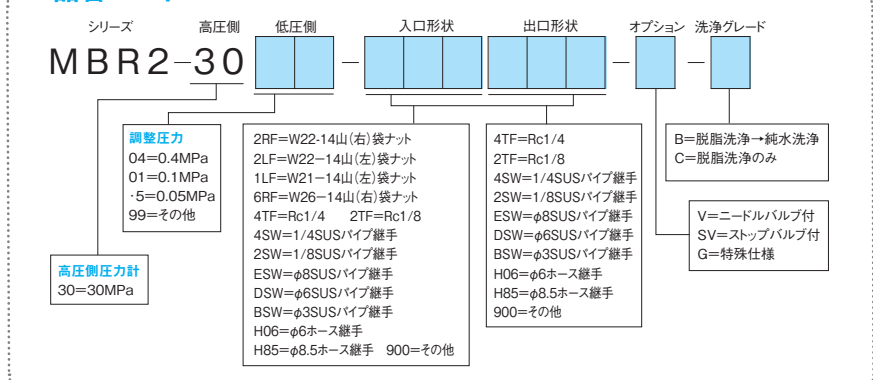 シリーズ 高圧側 低圧側 入口形状 出口形状 オプション 洗浄グレード
MBR2-30 — — —
調整圧力
04=0.4MPa
01=0.1MPa
·5=0.05MPa
99=その他
高圧側圧力計
30=30MPa
2RF=W22-14山(右)袋ナット
2LF=W22-14山(左)袋ナット
1LF=W21-14山(左)袋ナット
6RF=W26-14山(右)袋ナット
4TF=Rc1/4 2TF=Rc1/8
4SW=1/4SUSパイプ継手
2SW=1/8SUSパイプ継手
ESW=φ8SUSパイプ継手
DSW=φ6SUSパイプ継手
BSW=φ3SUSパイプ継手
H06=φ6ホース継手
H85=φ8.5ホース継手 900=その他
4TF=Rc1/4
2TF=Rc1/8
4SW=1/4SUSパイプ継手
2SW=1/8SUSパイプ継手
ESW=φ8SUSパイプ継手
DSW=φ6SUSパイプ継手
BSW=φ3SUSパイプ継手
H06=φ6ホース継手
H85=φ8.5ホース継手
900=その他
B=脱脂洗浄→純水洗浄
C=脱脂洗浄のみ
V=ニードルバルブ付
SV=ストップバルブ付
G=特殊仕様